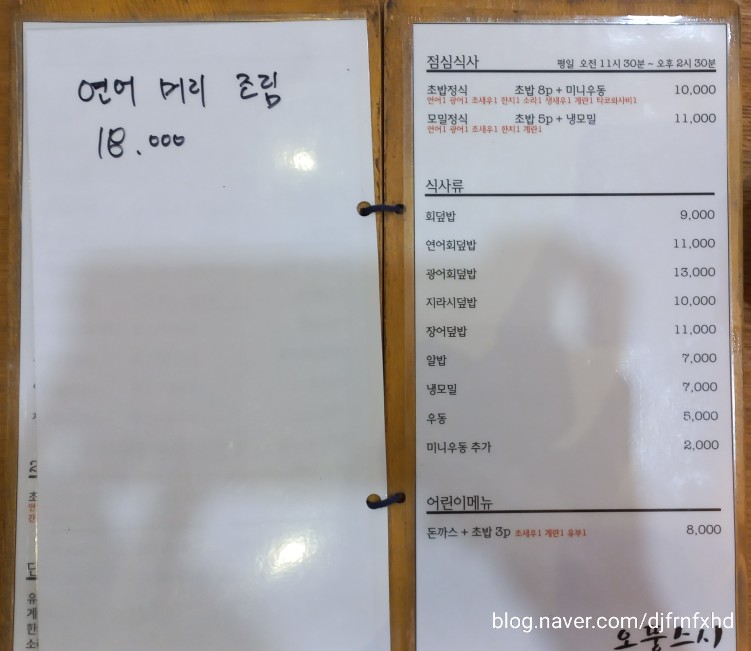 연어 머리 조림
18.000
점심식사 평일 오전 11시 30분 ~ 오후 2시 30분
초밥정식 초밥 8p + 미니우동 10,000
연어1 광어1 초새우1 한치1 소라1 생새우1 계란1 타코와사비1
모밀정식 초밥 5p + 냉모밀 11,000
연어1 광어1 초새우1 한치1 계란1
식사류
회덮밥 9,000
연어회덮밥 11,000
광어회덮밥 13,000
지라시덮밥 10,000
장어덮밥 11,000
알밥 7,000
냉모밀 7,000
우동 5,000
미니우동 추가 2,000
어린이메뉴
돈까스 + 초밥 3p 초새우1 계란1 유부1 8,000
blog.naver.com/djfrnfxhd